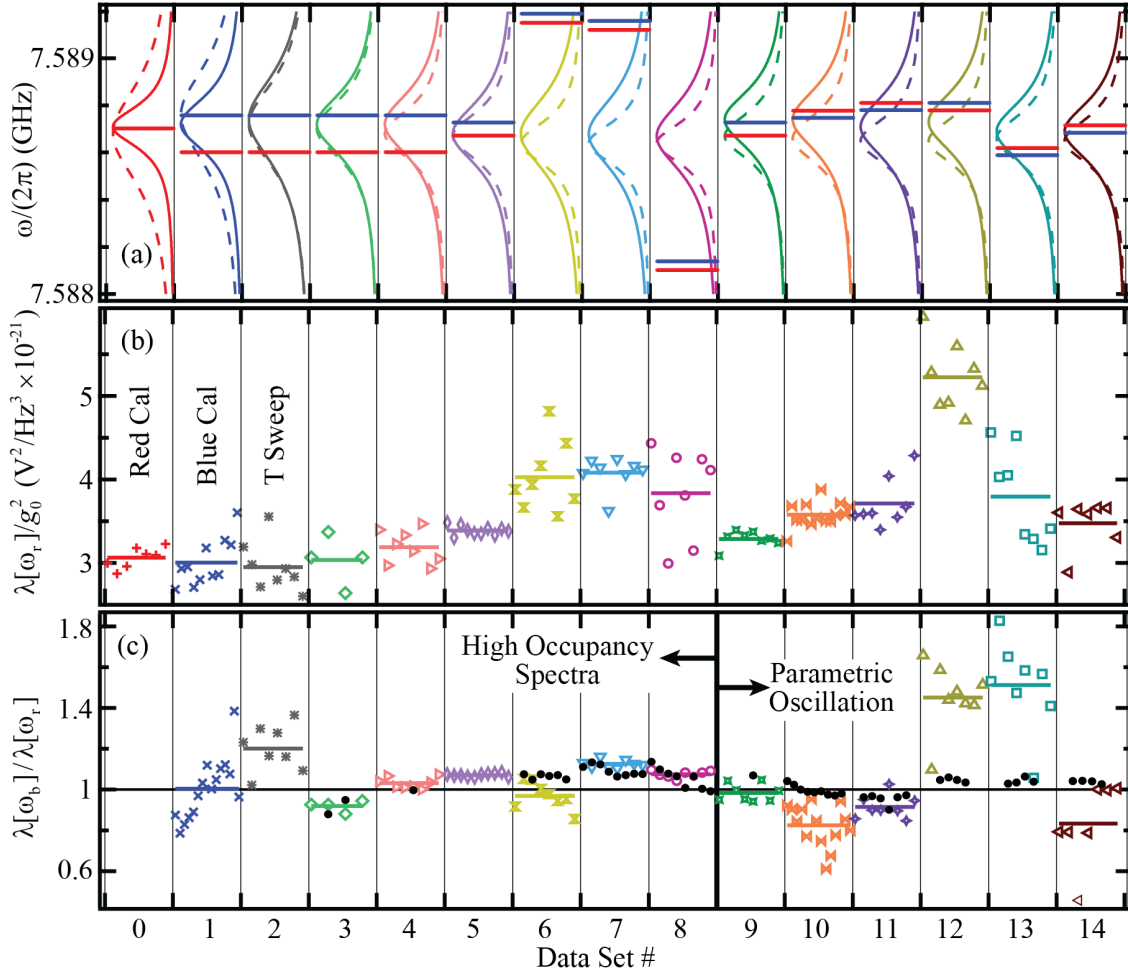 7.589
7.588
ω/(2π) (GHz)
(a)
(b)
5
4
3
λ[ω_r]/g_0^2 (V^2/Hz^3 ×10^-21)
Red Cal
Blue Cal
T Sweep
(c)
1.8
1.4
1
0.6
λ[ω_b]/λ[ω_r]
High Occupancy
Spectra
Parametric
Oscillation
0 1 2 3 4 5 6 7 8 9 10 11 12 13 14
Data Set #